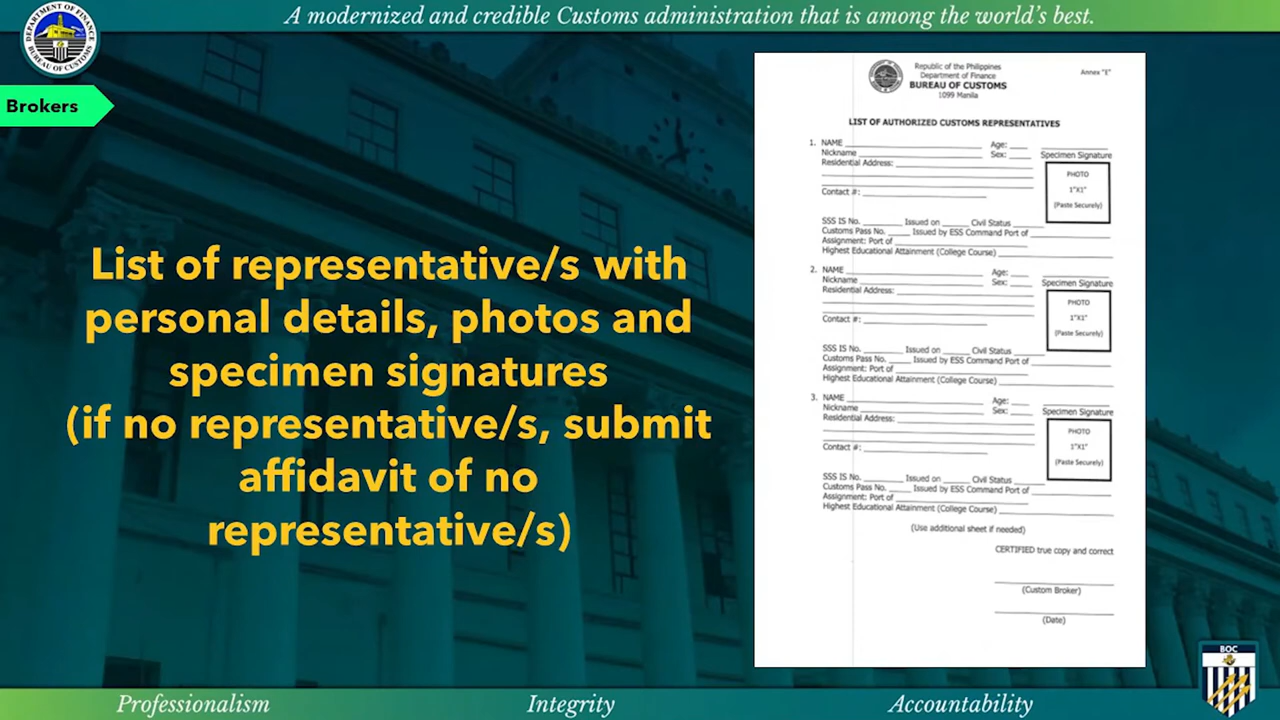 A modernized and credible Customs administration that is among the world's best.
DEPARTMENT OF FINANCE
BUREAU OF CUSTOMS
Brokers
List of representative/s with
personal details, photos and
specimen signatures
(if no representative/s, submit
affidavit of no
representative/s)
Republic of the Philippines
Department of Finance
BUREAU OF CUSTOMS
1099 Manila
Annex "E"
LIST OF AUTHORIZED CUSTOMS REPRESENTATIVES
1. NAME Age:
Nickname Sex: Specimen Signature
Residential Address:
PHOTO
1"X1"
(Paste Securely)
Contact #:
SSS IS No. Issued on Civil Status
Customs Pass No. Issued by ESS Command Port of
Assignment: Port of
Highest Educational Attainment (College Course)
2. NAME Age:
Nickname Sex: Specimen Signature
Residential Address:
PHOTO
1"X1"
(Paste Securely)
Contact #:
SSS IS No. Issued on Civil Status
Customs Pass No. Issued by ESS Command Port of
Assignment: Port of
Highest Educational Attainment (College Course)
3. NAME Age:
Nickname Sex: Specimen Signature
Residential Address:
PHOTO
1"X1"
(Paste Securely)
Contact #:
SSS IS No. Issued on Civil Status
Customs Pass No. Issued by ESS Command Port of
Assignment: Port of
Highest Educational Attainment (College Course)
(Use additional sheet if needed)
CERTIFIED true copy and correct
(Custom Broker)
(Date)
BOC
Professionalism
Integrity
Accountability